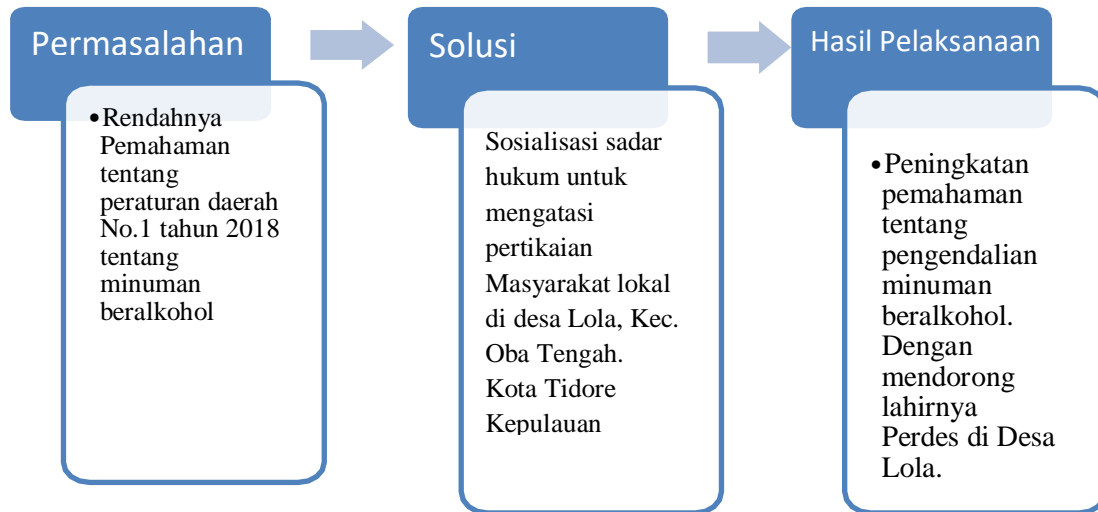 Permasalahan
•Rendahnya
Pemahaman
tentang
peraturan daerah
No.1 tahun 2018
tentang
minuman
beralkohol
Solusi
Sosialisasi sadar
hukum untuk
mengatasi
pertikaian
Masyarakat lokal
di desa Lola, Kec.
Oba Tengah.
Kota Tidore
Kepulauan
Hasil Pelaksanaan
•Peningkatan
pemahaman
tentang
pengendalian
minuman
beralkohol.
Dengan
mendorong
lahirnya
Perdes di Desa
Lola.